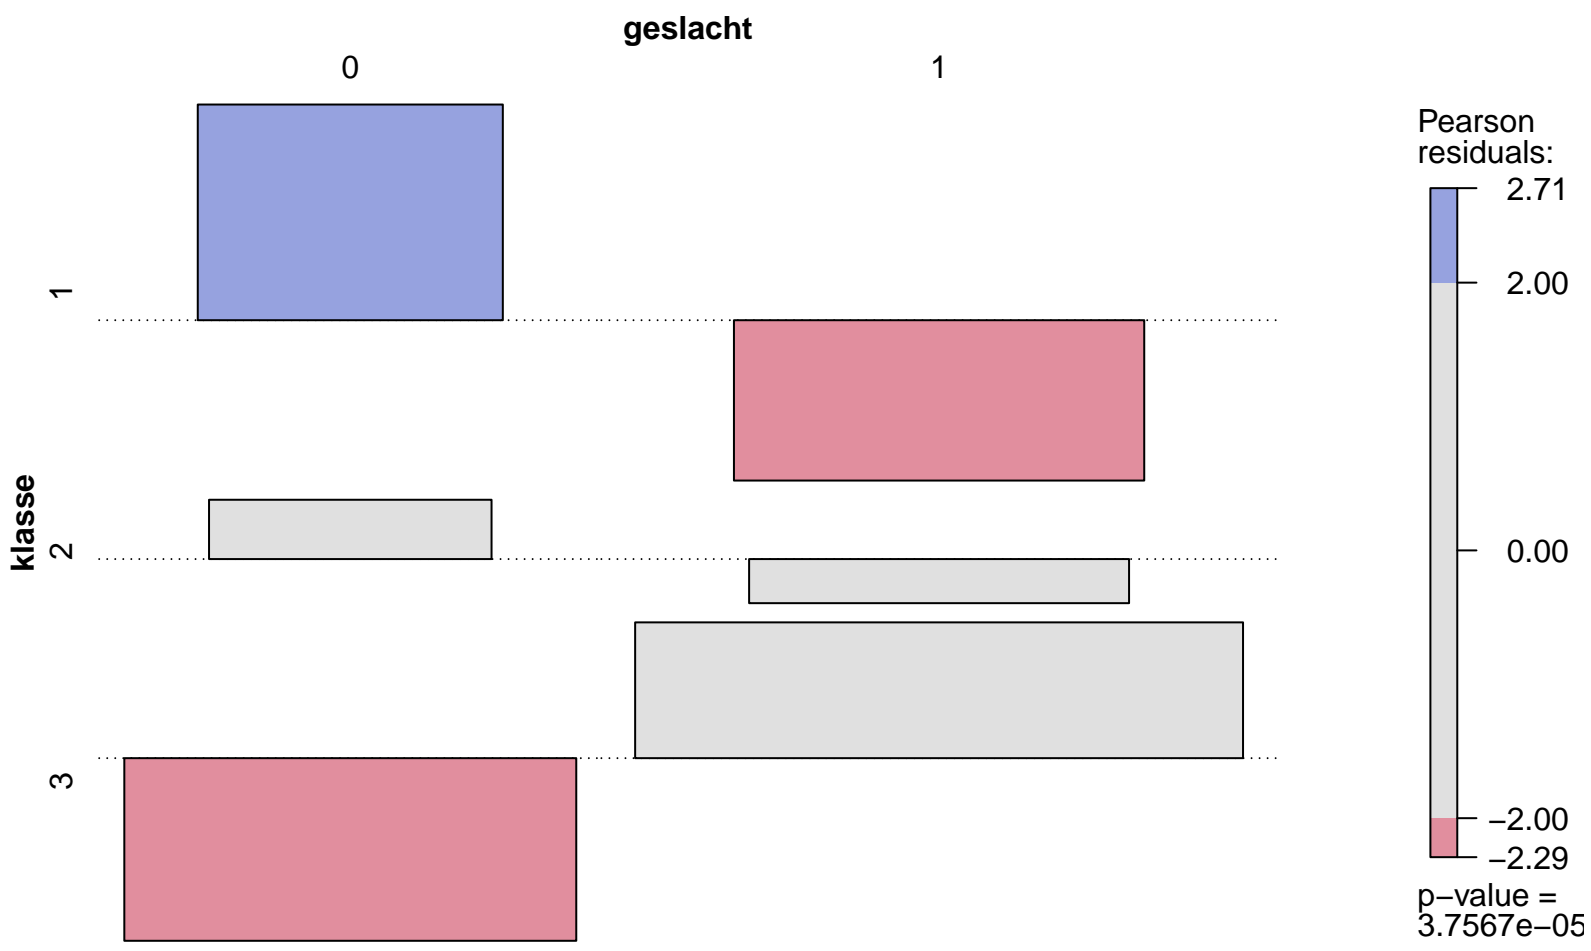 geslacht
0 1
klasse
1
2
3
Pearson
residuals:
2.71
2.00
0.00
−2.00
−2.29
p−value =
3.7567e−05